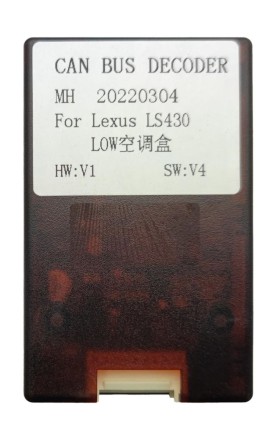 CAN BUS DECODER
MH 20220304
For Lexus LS430
LOW空调盒
HW:V1 SW:V4